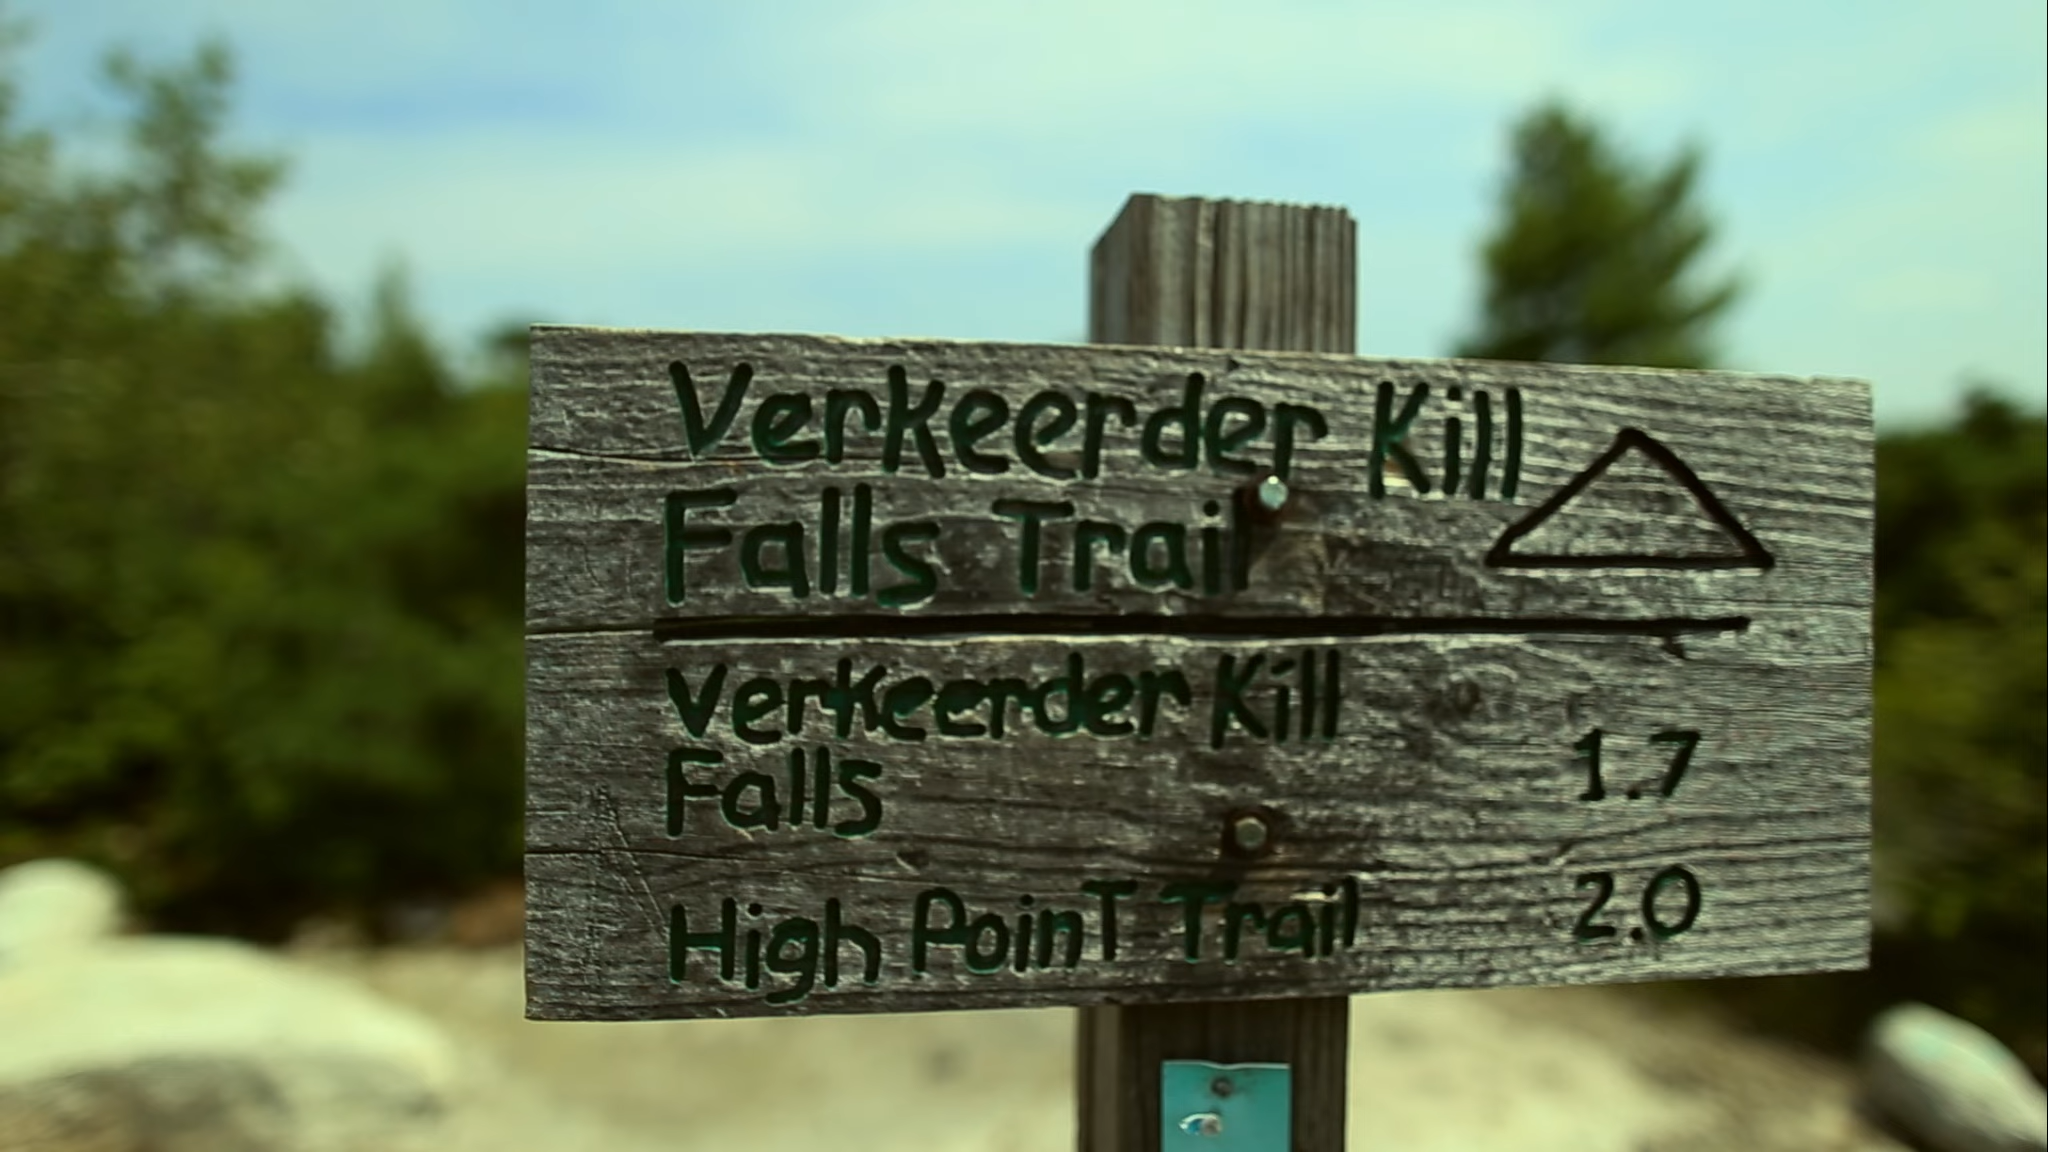 Verkeerder Kill
Falls Trail
Verkeerder Kill
Falls 1.7
High PoinT Trail 2.0